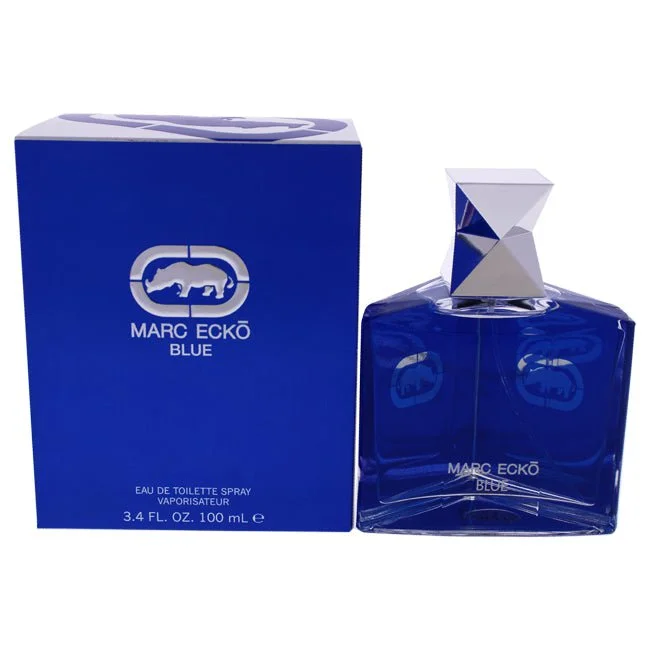 MARC ECKŌ
BLUE
EAU DE TOILETTE SPRAY
VAPORISATEUR
3.4 FL. OZ. 100 mL ℮
MARC ECKŌ
BLUE